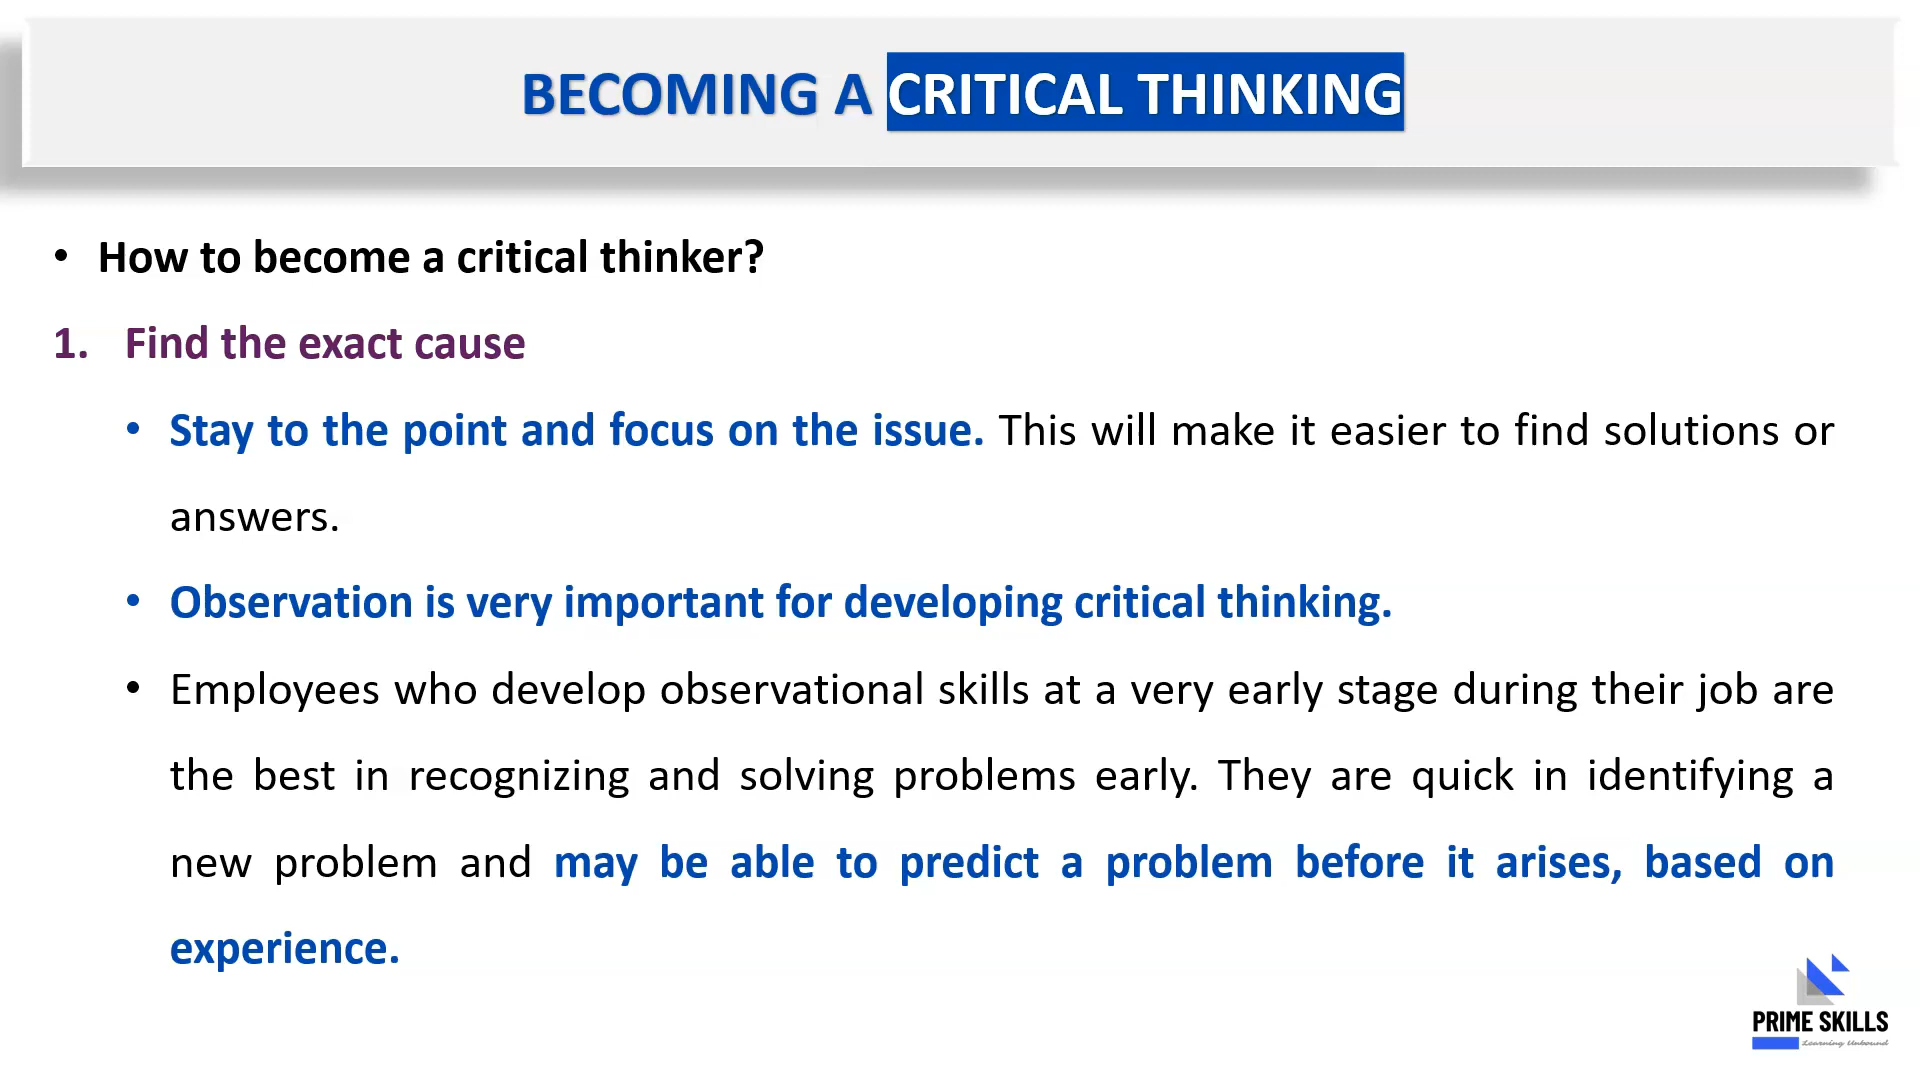 BECOMING A CRITICAL THINKING
• How to become a critical thinker?
1. Find the exact cause
• Stay to the point and focus on the issue. This will make it easier to find solutions or
answers.
• Observation is very important for developing critical thinking.
• Employees who develop observational skills at a very early stage during their job are
the best in recognizing and solving problems early. They are quick in identifying a
new problem and may be able to predict a problem before it arises, based on
experience.
PRIME SKILLS
Learning Unbound